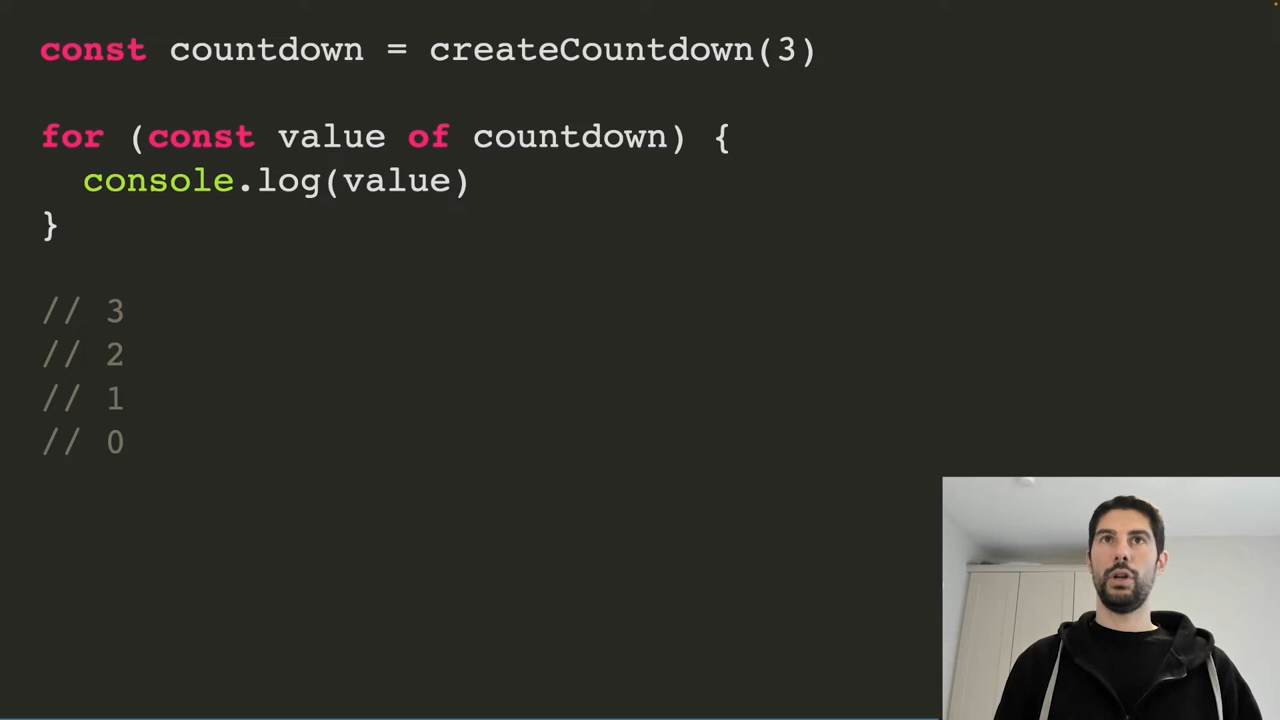 const countdown = createCountdown(3)
for (const value of countdown) {
console.log(value)
}
// 3
// 2
// 1
// 0